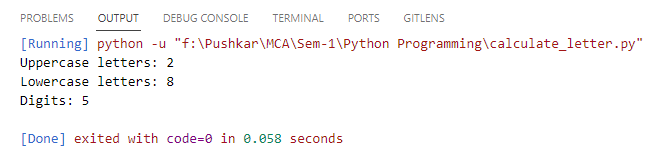 PROBLEMS OUTPUT DEBUG CONSOLE TERMINAL PORTS GITLENS
[Running] python -u "f:\Pushkar\MCA\Sem-1\Python Programming\calculate_letter.py"
Uppercase letters: 2
Lowercase letters: 8
Digits: 5
[Done] exited with code=0 in 0.058 seconds